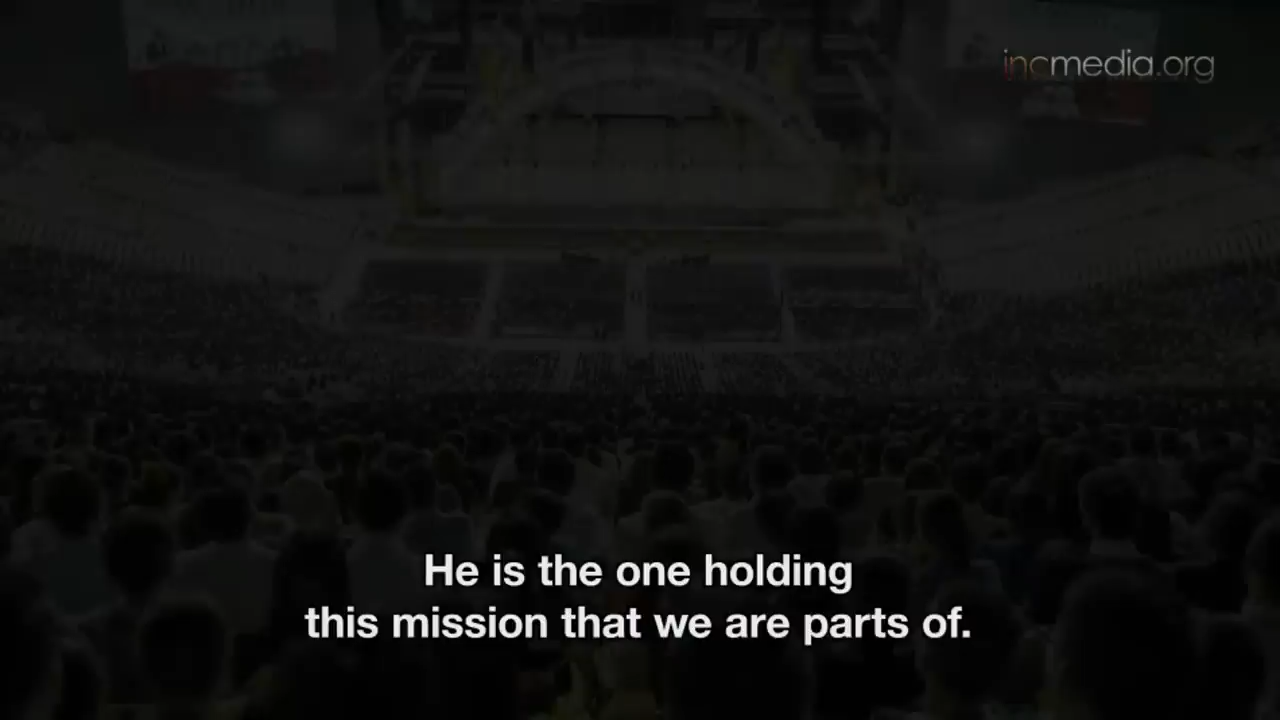 incmedia.org
He is the one holding
this mission that we are parts of.